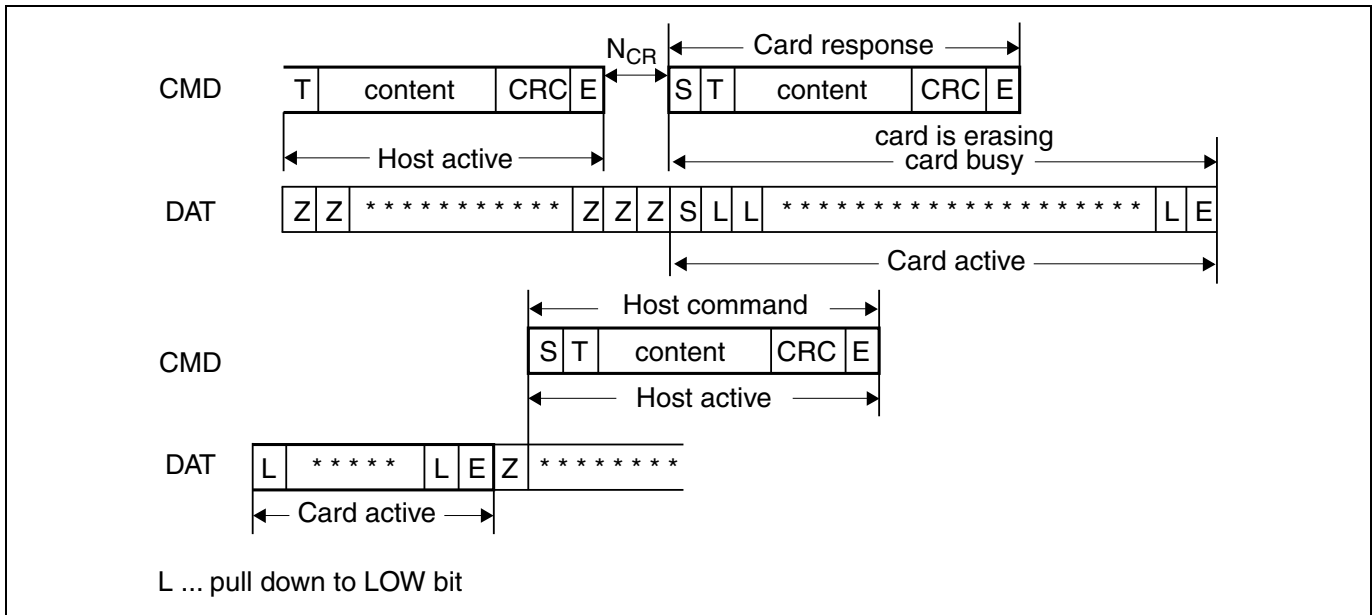 N_CR Card response
CMD T content CRC E S T content CRC E
Host active
card is erasing
card busy
DAT Z Z * * * * * * * * * * * Z Z Z S L L * * * * * * * * * * * * * * * * * * * * L E
Card active
Host command
CMD S T content CRC E
Host active
DAT L * * * * * L E Z * * * * * * * *
Card active
L ... pull down to LOW bit